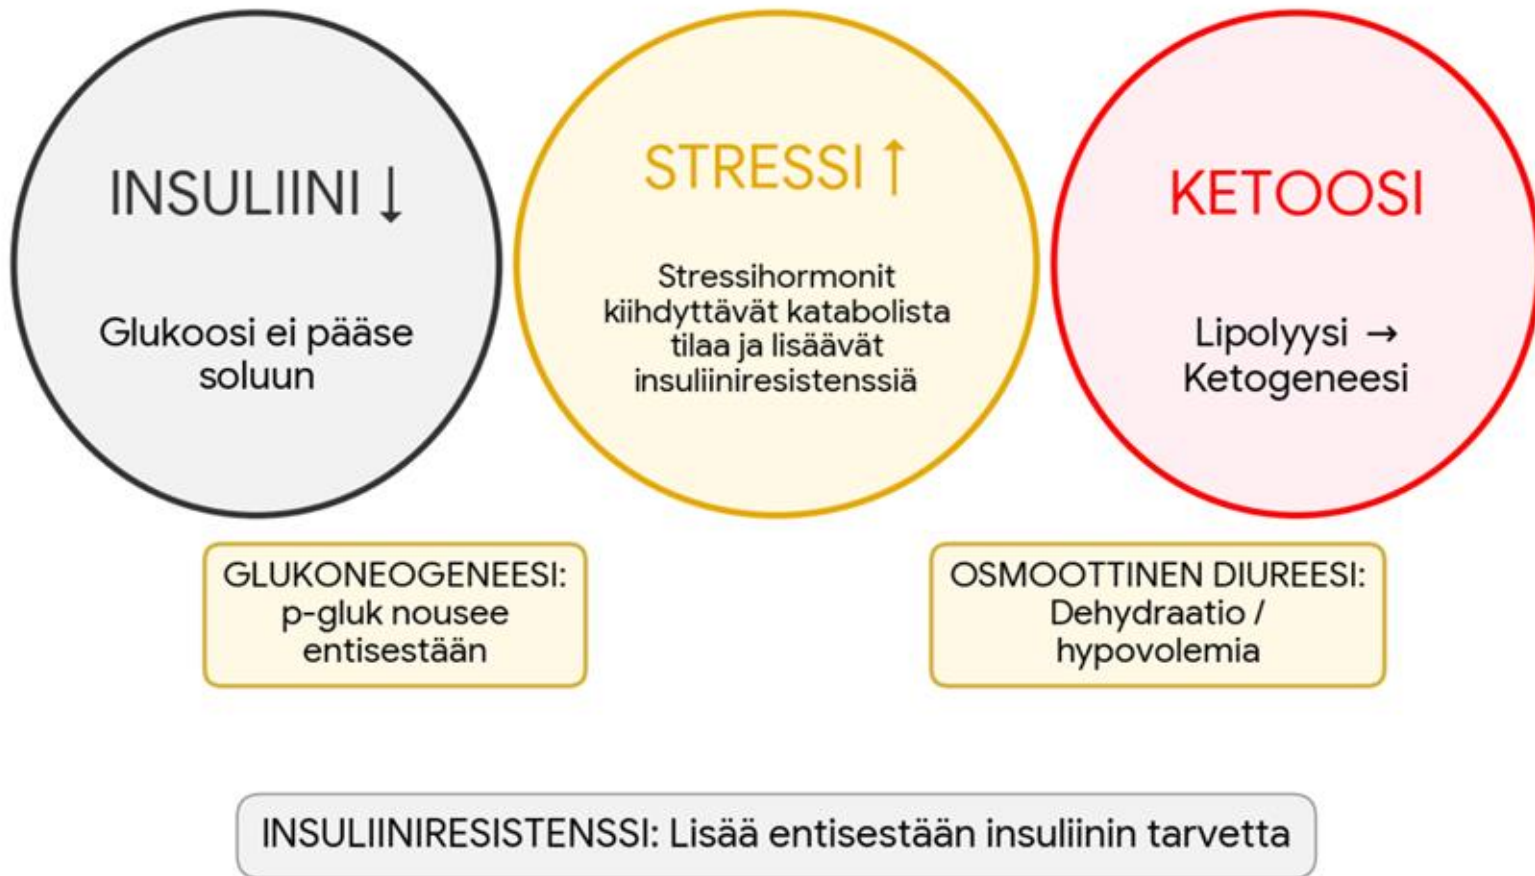 INSULIINI ↓
Glukoosi ei pääse
soluun
STRESSI ↑
Stressihormonit
kiihdyttävät katabolista
tilaa ja lisäävät
insuliiniresistenssiä
KETOOSI
Lipolyysi →
Ketogeneesi
GLUKONEOGENEESI:
p-gluk nousee
entisestään
OSMOOTTINEN DIUREESI:
Dehydraatio /
hypovolemia
INSULIINIRESISTENSSI: Lisää entisestään insuliinin tarvetta